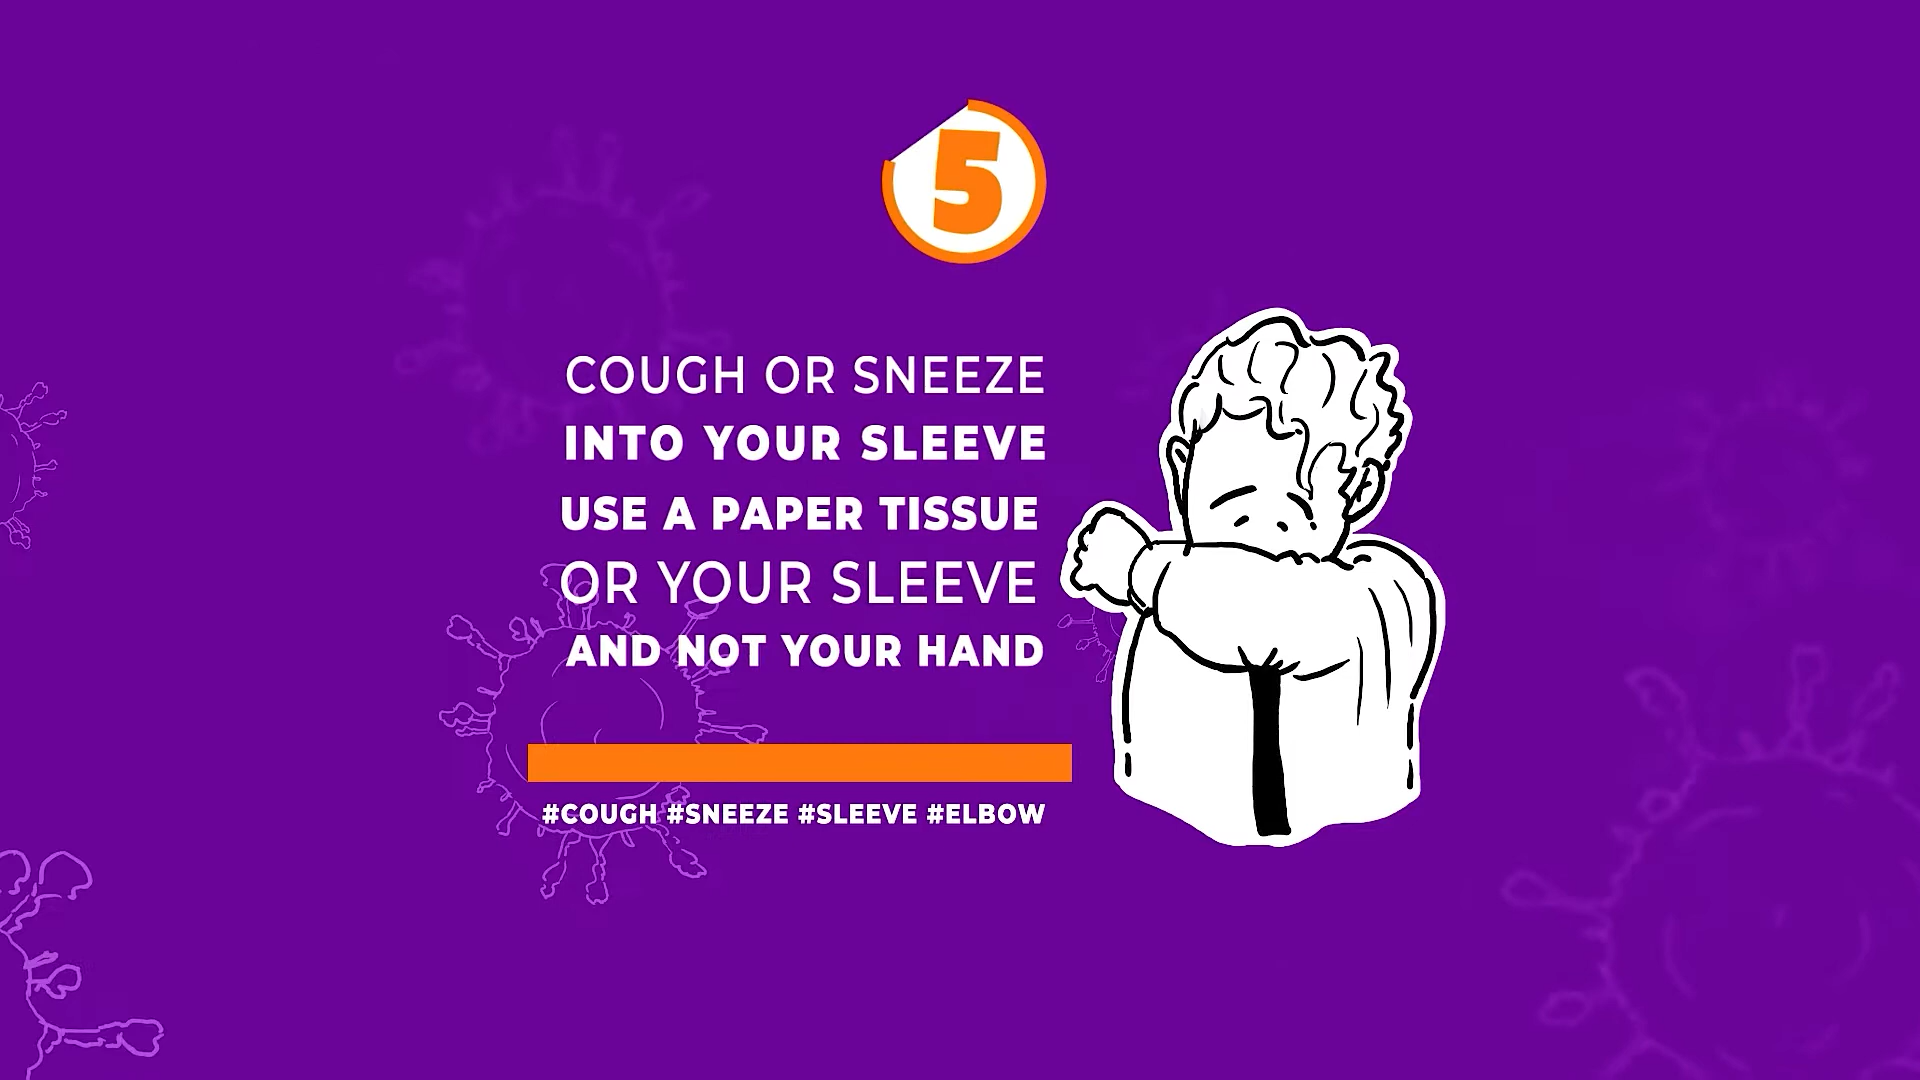 5
COUGH OR SNEEZE
INTO YOUR SLEEVE
USE A PAPER TISSUE
OR YOUR SLEEVE
AND NOT YOUR HAND
#COUGH #SNEEZE #SLEEVE #ELBOW